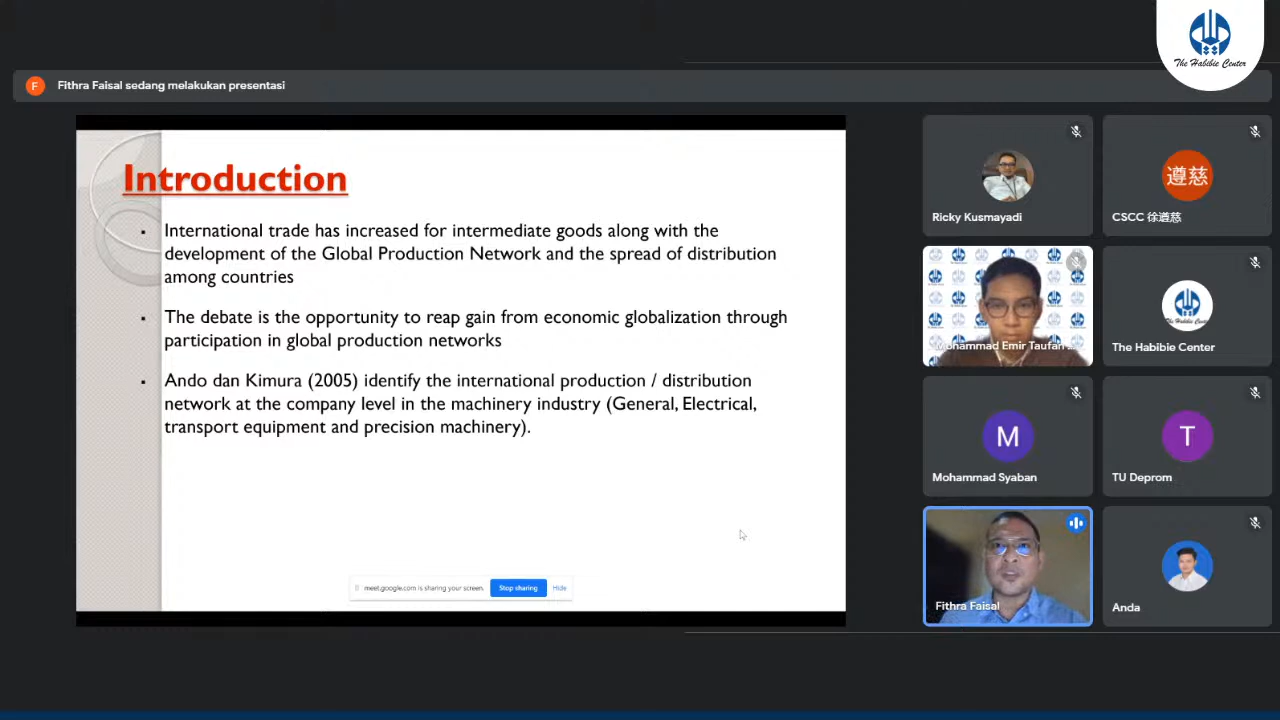 The Habibie Center
F
Fithra Faisal sedang melakukan presentasi
Introduction
International trade has increased for intermediate goods along with the
development of the Global Production Network and the spread of distribution
among countries
The debate is the opportunity to reap gain from economic globalization through
participation in global production networks
Ando dan Kimura (2005) identify the international production / distribution
network at the company level in the machinery industry (General, Electrical,
transport equipment and precision machinery).
meet.google.com is sharing your screen.
Stop sharing
Hide
Ricky Kusmayadi
遵慈
CSCC 徐遵慈
Mohammad Emir Taufan
The Habibie Center
M
Mohammad Syaban
T
TU Deprom
Fithra Faisal
Anda